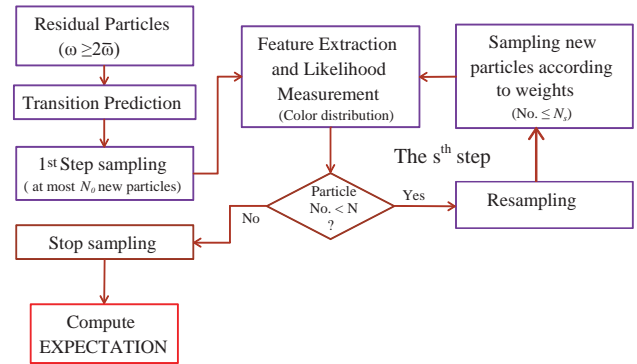 Residual Particles
(ω ≥2ω̅)
Transition Prediction
1st Step sampling
( at most N₀ new particles)
Feature Extraction
and Likelihood
Measurement
(Color distribution)
Sampling new
particles according
to weights
(No. ≤ Nₛ)
The sᵗʰ step
Particle
No. < N
?
Yes
No
Resampling
Stop sampling
Compute
EXPECTATION